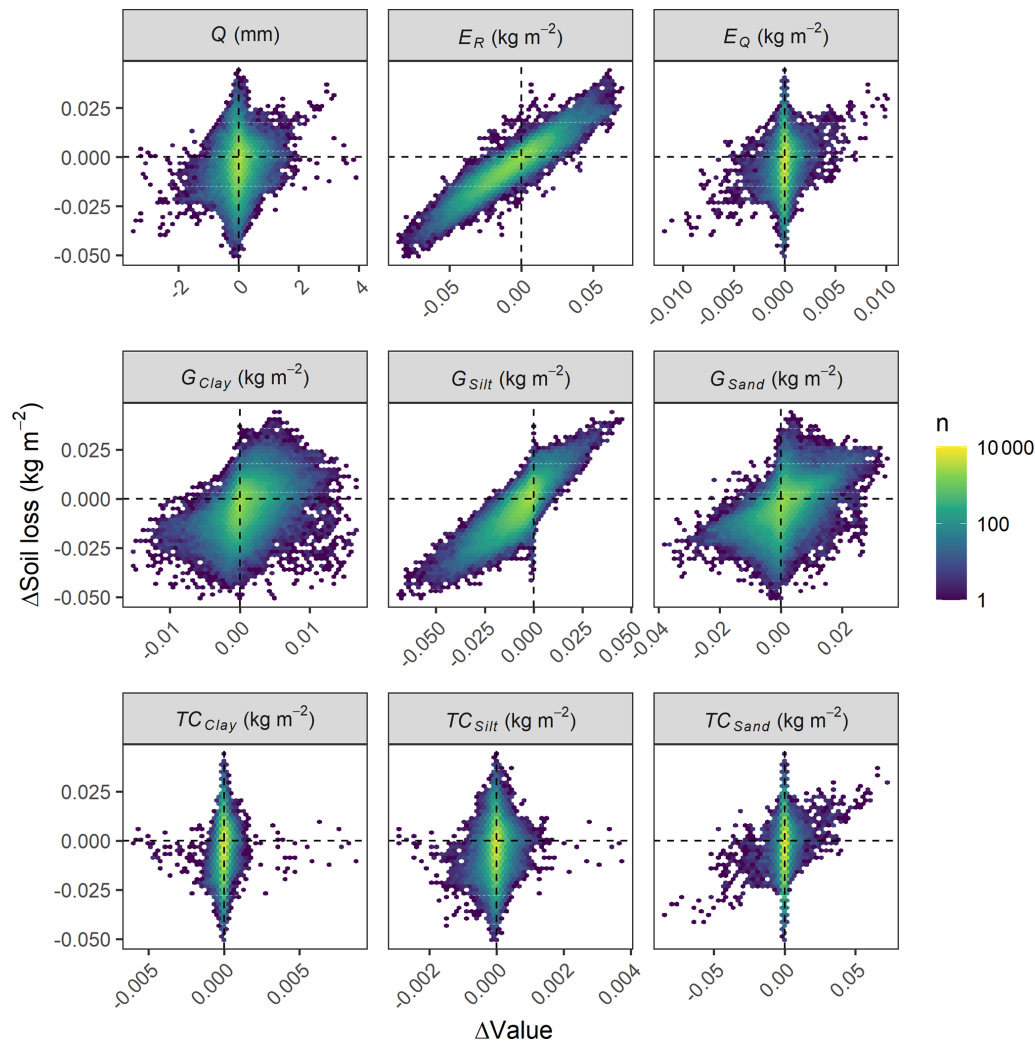 Q (mm) E_R (kg m⁻²) E_Q (kg m⁻²)
0.025
0.000
-0.025
-0.050
-2 0 2 4 -0.05 0.00 0.05 -0.010 -0.005 0.000 0.005 0.010
G_Clay (kg m⁻²) G_Silt (kg m⁻²) G_Sand (kg m⁻²)
0.025
0.000
-0.025
-0.050
-0.01 0.00 0.01 -0.050 -0.025 0.000 0.025 0.050 -0.04 -0.02 0.00 0.02
TC_Clay (kg m⁻²) TC_Silt (kg m⁻²) TC_Sand (kg m⁻²)
0.025
0.000
-0.025
-0.050
-0.005 0.000 0.005 -0.002 0.000 0.002 0.004 -0.05 0.00 0.05
ΔSoil loss (kg m⁻²)
ΔValue
n
10000
100
1